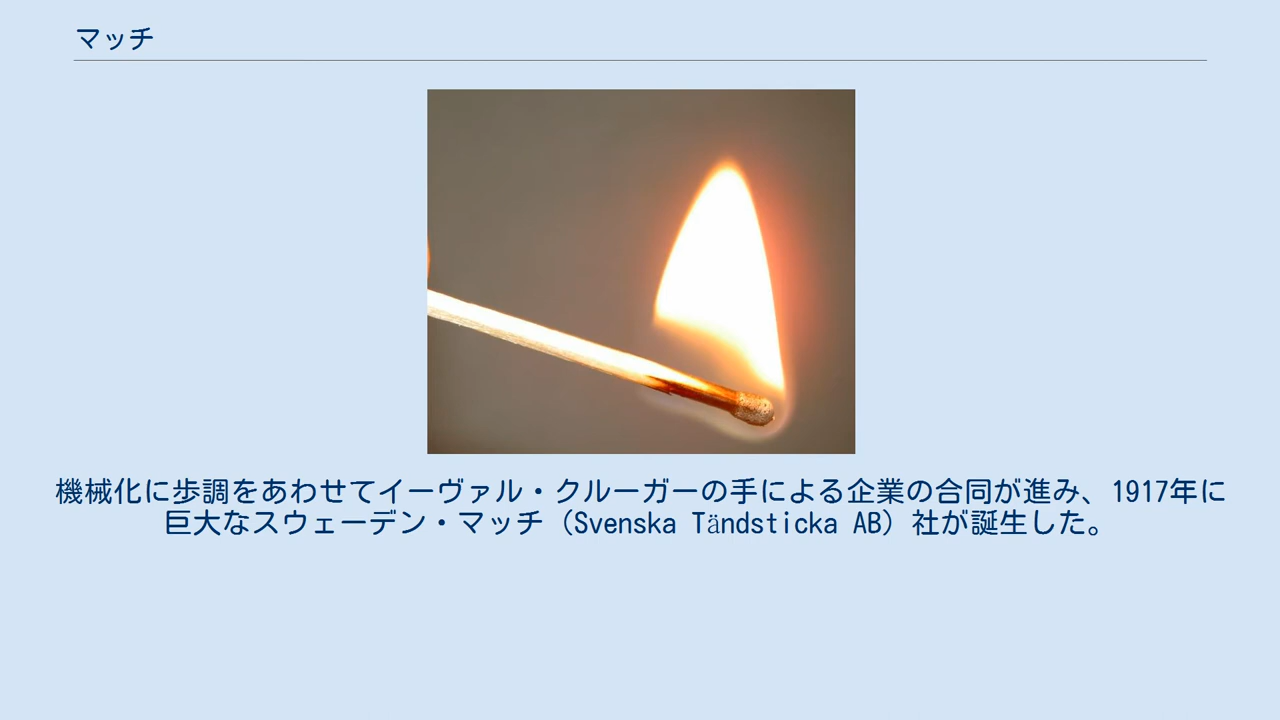 マッチ
機械化に歩調をあわせてイーヴァル・クルーガーの手による企業の合同が進み、1917年に
巨大なスウェーデン・マッチ（Svenska Tändsticka AB）社が誕生した。